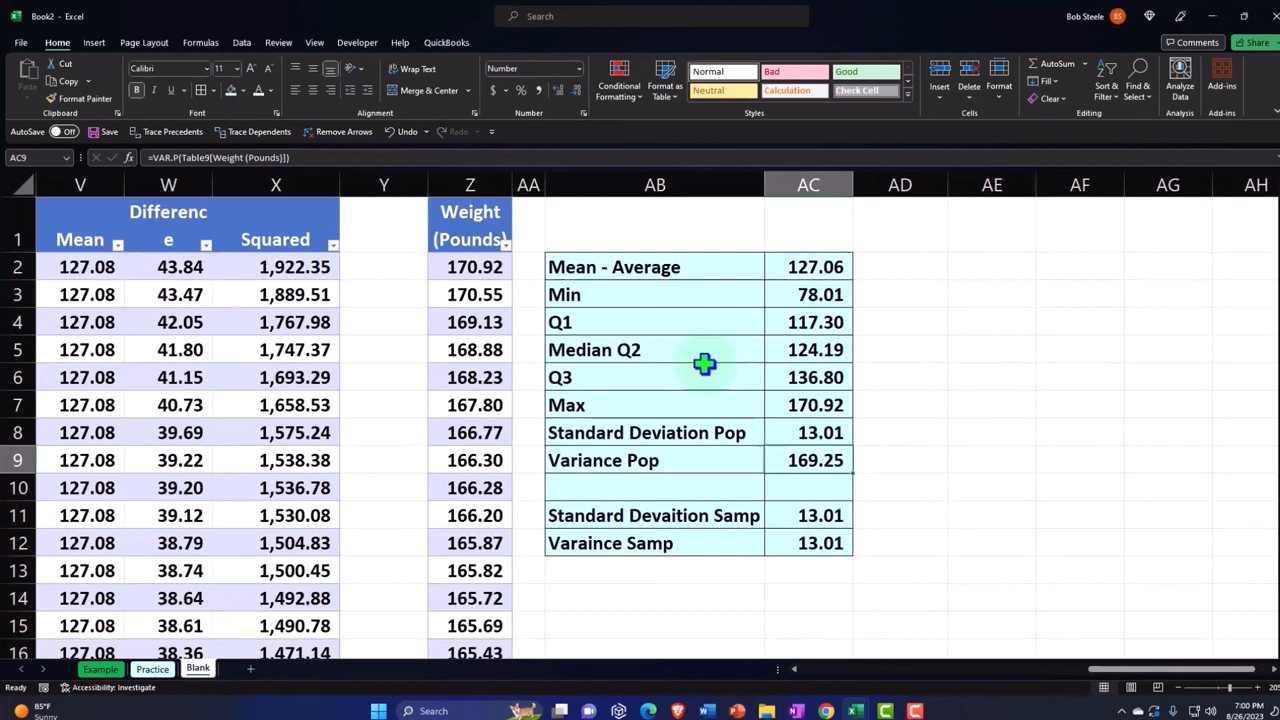 Book2 - Excel
Search
Bob Steele
BS
File Home Insert Page Layout Formulas Data Review View Developer Help QuickBooks
Comments
Share
Cut
Copy
Format Painter
Clipboard
Calibri
11
Font
Wrap Text
Merge & Center
Alignment
Number
Number
Conditional
Formatting
Format as
Table
Normal Bad Good
Neutral Calculation Check Cell
Styles
Insert Delete Format
Cells
AutoSum
Fill
Clear
Sort &
Filter
Find &
Select
Editing
Analyze
Data
Analysis
Add-ins
Add-ins
AutoSave Off Save Trace Precedents Trace Dependents Remove Arrows Undo Redo
AC9 fx =VAR.P(Table9[Weight (Pounds)])
V W X Y Z AA AB AC AD AE AF AG AH
1 Mean Differenc e Squared Weight (Pounds)
2 127.08 43.84 1,922.35 170.92 Mean - Average 127.06
3 127.08 43.47 1,889.51 170.55 Min 78.01
4 127.08 42.05 1,767.98 169.13 Q1 117.30
5 127.08 41.80 1,747.37 168.88 Median Q2 124.19
6 127.08 41.15 1,693.29 168.23 Q3 136.80
7 127.08 40.73 1,658.53 167.80 Max 170.92
8 127.08 39.69 1,575.24 166.77 Standard Deviation Pop 13.01
9 127.08 39.22 1,538.38 166.30 Variance Pop 169.25
10 127.08 39.20 1,536.78 166.28
11 127.08 39.12 1,530.08 166.20 Standard Devaition Samp 13.01
12 127.08 38.79 1,504.83 165.87 Varaince Samp 13.01
13 127.08 38.74 1,500.45 165.82
14 127.08 38.64 1,492.88 165.72
15 127.08 38.61 1,490.78 165.69
16 127.08 38.36 1,471.14 165.43
Example Practice Blank
Ready Accessibility: Investigate
85°F
Sunny
Search
7:00 PM
8/26/2023